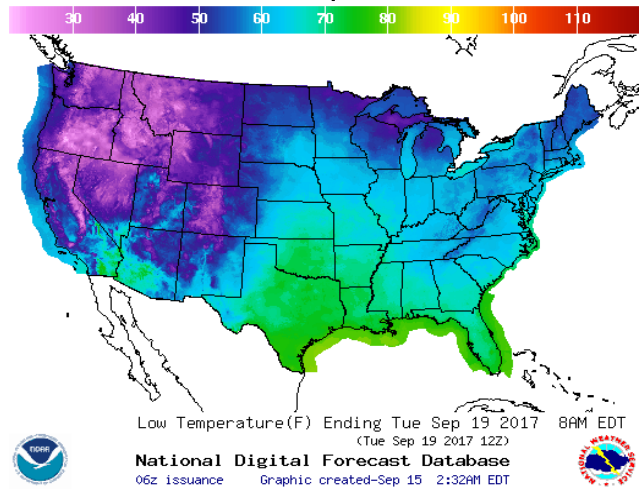 30 40 50 60 70 80 90 100 110
Low Temperature(F) Ending Tue Sep 19 2017 8AM EDT
(Tue Sep 19 2017 12Z)
National Digital Forecast Database
06z issuance Graphic created-Sep 15 2:32AM EDT
NOAA
NATIONAL WEATHER SERVICE